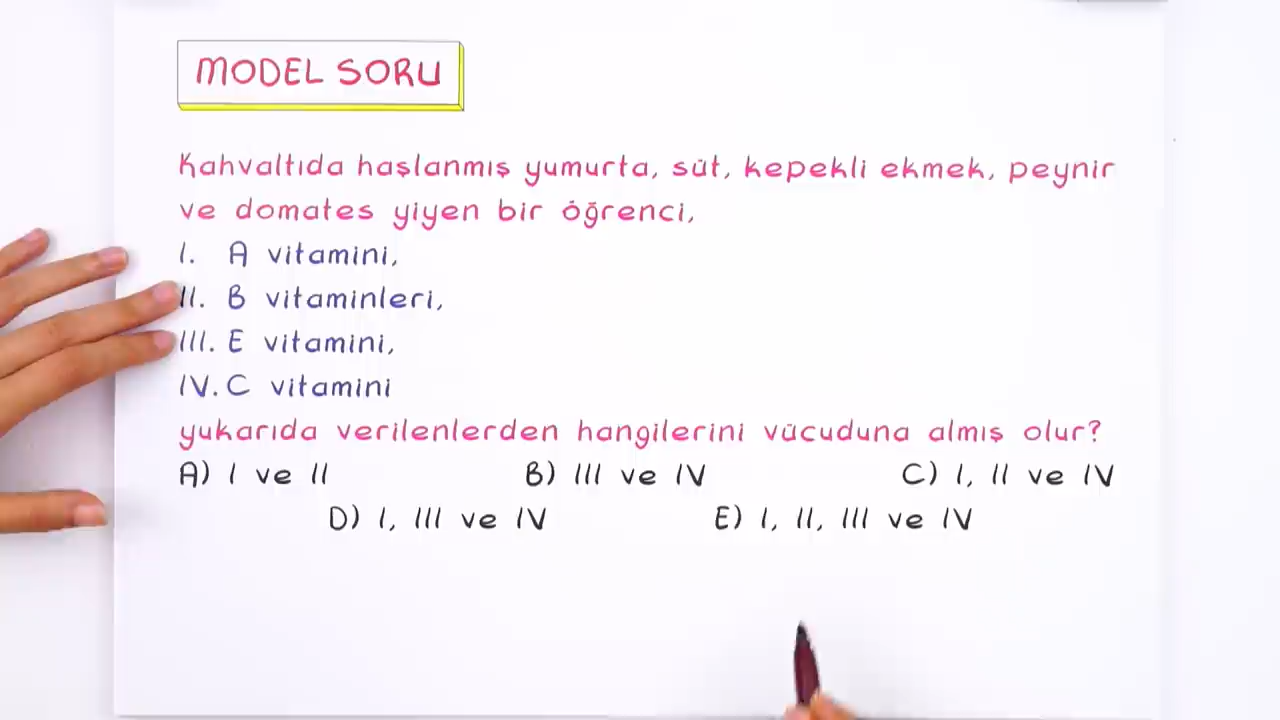 MODEL SORU
Kahvaltıda haşlanmış yumurta, süt, kepekli ekmek, peynir
ve domates yiyen bir öğrenci,
I. A vitamini,
II. B vitaminleri,
III. E vitamini,
IV. C vitamini
yukarıda verilenlerden hangilerini vücuduna almış olur?
A) I ve II B) III ve IV C) I, II ve IV
D) I, III ve IV E) I, II, III ve IV